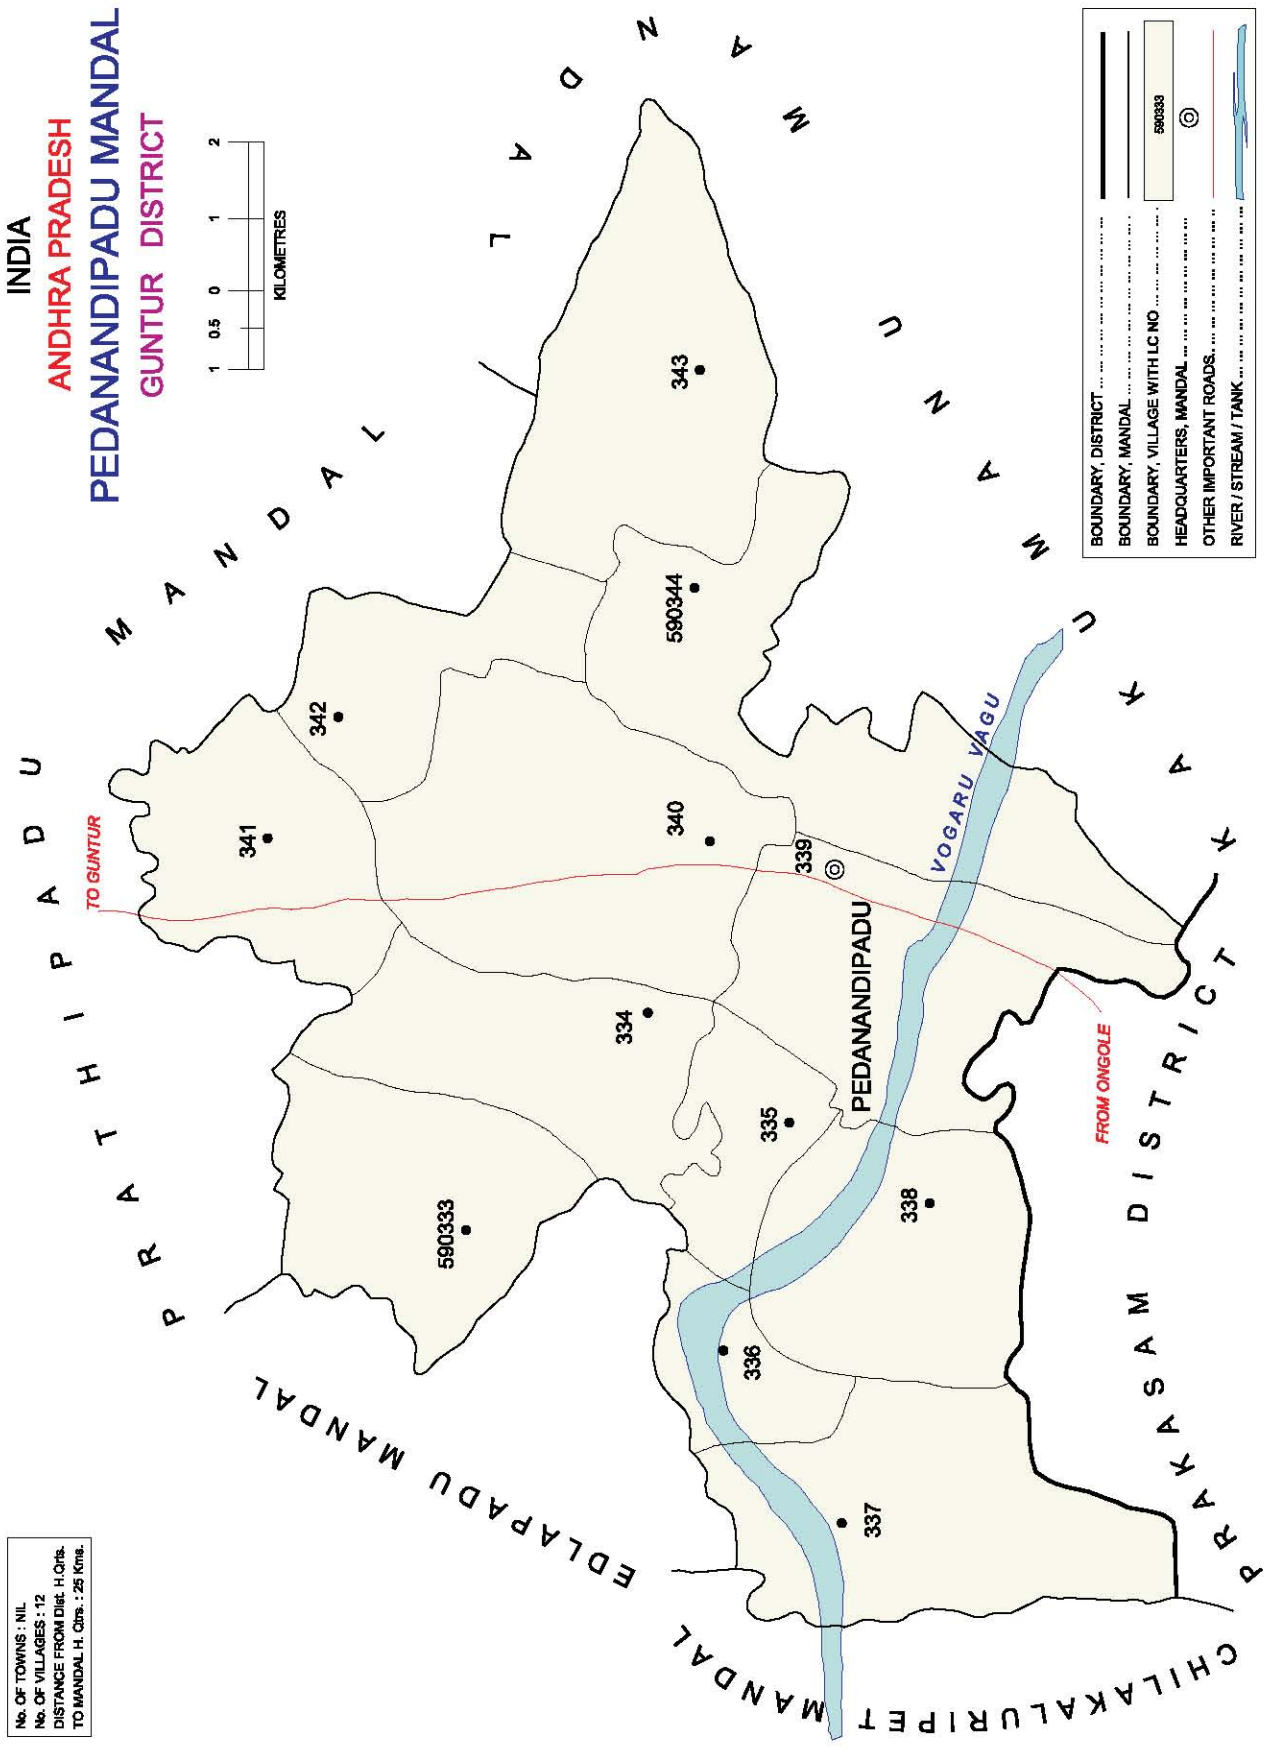 INDIA
ANDHRA PRADESH
PEDANANDIPADU MANDAL
GUNTUR DISTRICT
1 0.5 0 1 2
KILOMETRES
No. OF TOWNS : NIL
No. OF VILLAGES : 12
DISTANCE FROM Dist. H.Qrts.
TO MANDAL H. Qtrs. : 25 Kms.
PRATHIPADU MANDAL
TO GUNTUR
341
342
590333
334
340
343
590344
335
339
PEDANANDIPADU
VOGARU VAGU
336
338
337
FROM ONGOLE
EDLAPADU MANDAL
CHILAKALURIPET MANDAL
PRAKASAM DISTRICT
KAKUMANU MANDAL
BOUNDARY, DISTRICT
BOUNDARY, MANDAL
BOUNDARY, VILLAGE WITH LC NO 590333
HEADQUARTERS, MANDAL
OTHER IMPORTANT ROADS
RIVER / STREAM / TANK